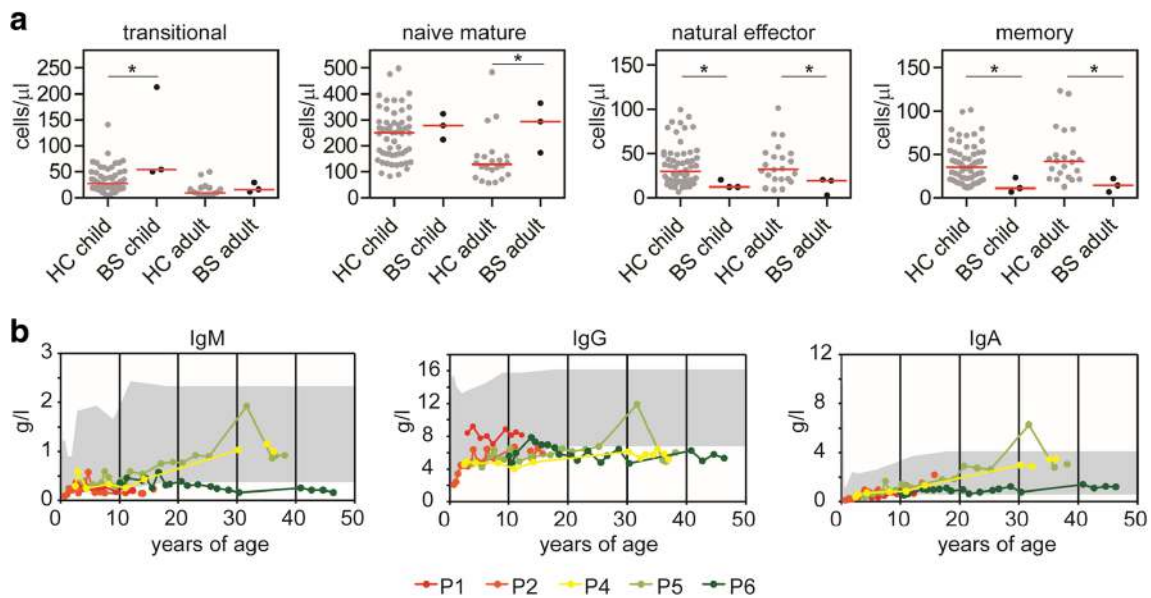 a
transitional
naive mature
natural effector
memory
cells/µl
250
200
150
100
50
0
*
HC child
BS child
HC adult
BS adult
cells/µl
500
400
300
200
100
0
*
HC child
BS child
HC adult
BS adult
cells/µl
150
100
50
0
*
*
HC child
BS child
HC adult
BS adult
cells/µl
150
100
50
0
*
*
HC child
BS child
HC adult
BS adult
b
IgM
g/l
3
2
1
0
0 10 20 30 40 50
years of age
IgG
g/l
16
12
8
4
0
0 10 20 30 40 50
years of age
IgA
g/l
12
8
4
0
0 10 20 30 40 50
years of age
P1 P2 P4 P5 P6